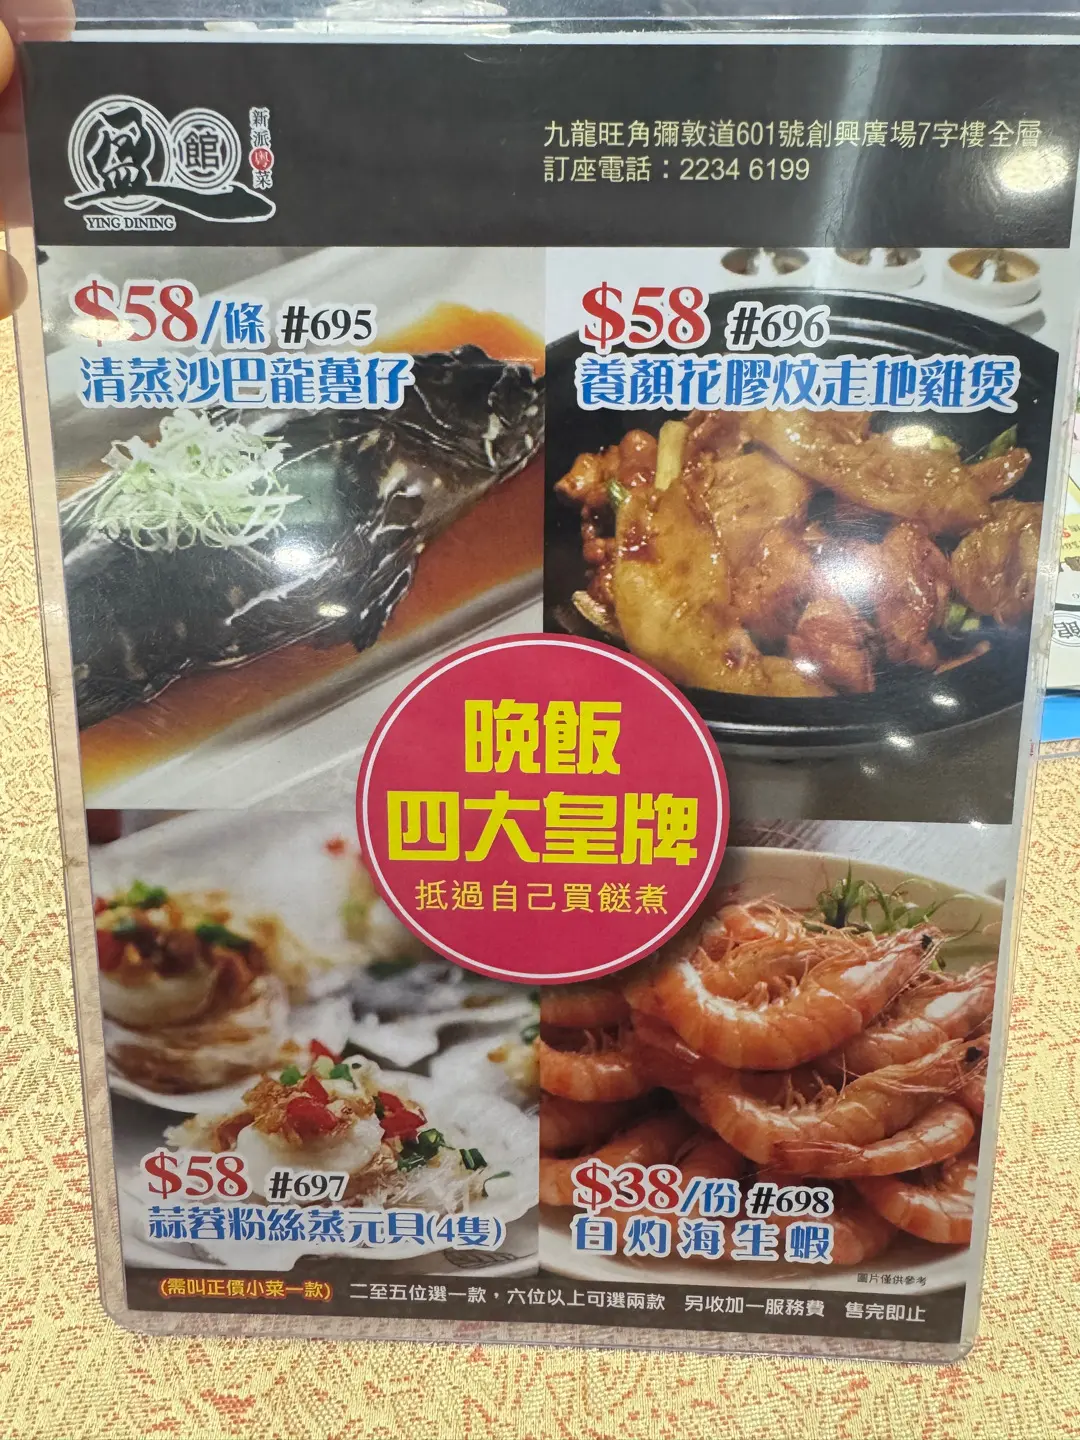 盈館
新派粵菜
YING DINING
九龍旺角彌敦道601號創興廣場7字樓全層
訂座電話：2234 6199
$58/條 #695
清蒸沙巴龍躉仔
$58 #696
養顏花膠炆走地雞煲
晚飯
四大皇牌
抵過自己買餸煮
$58 #697
蒜蓉粉絲蒸元貝(4隻)
$38/份 #698
白灼海生蝦
圖片僅供參考
(需叫正價小菜一款) 二至五位選一款，六位以上可選兩款 另收加一服務費 售完即止